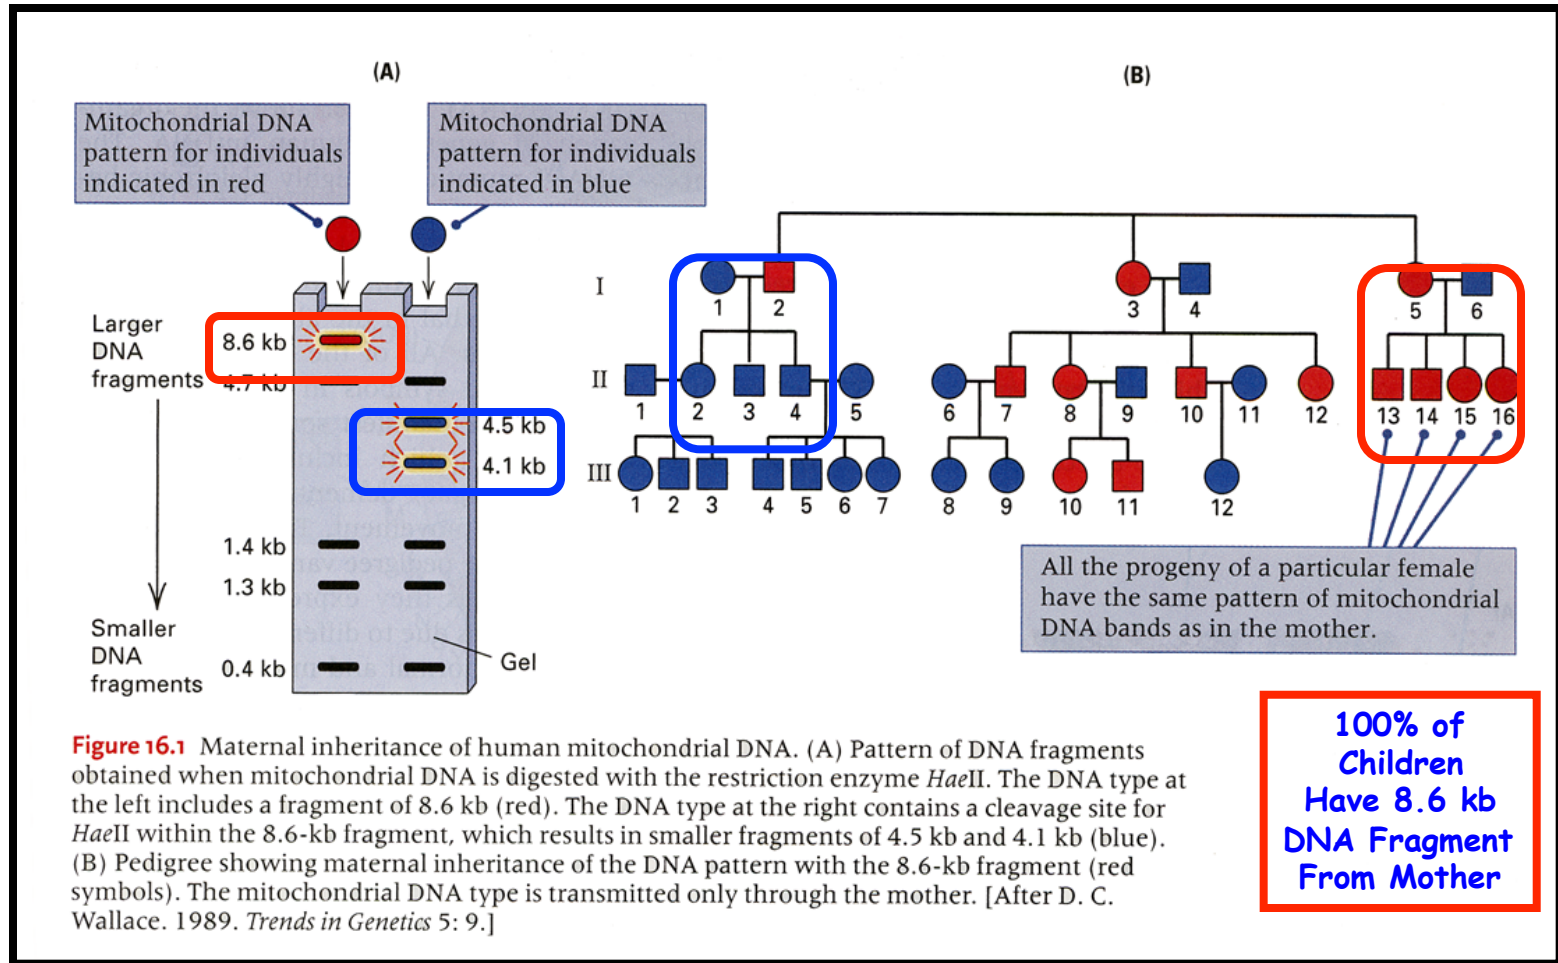 (A)
(B)
Mitochondrial DNA
pattern for individuals
indicated in red
Mitochondrial DNA
pattern for individuals
indicated in blue
Larger
DNA
fragments
8.6 kb
4.7 kb
4.5 kb
4.1 kb
1.4 kb
1.3 kb
0.4 kb
Smaller
DNA
fragments
Gel
I
1 2 3 4 5 6
II
1 2 3 4 5 6 7 8 9 10 11 12 13 14 15 16
III
1 2 3 4 5 6 7 8 9 10 11 12
All the progeny of a particular female
have the same pattern of mitochondrial
DNA bands as in the mother.
Figure 16.1 Maternal inheritance of human mitochondrial DNA. (A) Pattern of DNA fragments
obtained when mitochondrial DNA is digested with the restriction enzyme HaeII. The DNA type at
the left includes a fragment of 8.6 kb (red). The DNA type at the right contains a cleavage site for
HaeII within the 8.6-kb fragment, which results in smaller fragments of 4.5 kb and 4.1 kb (blue).
(B) Pedigree showing maternal inheritance of the DNA pattern with the 8.6-kb fragment (red
symbols). The mitochondrial DNA type is transmitted only through the mother. [After D. C.
Wallace. 1989. Trends in Genetics 5: 9.]
100% of
Children
Have 8.6 kb
DNA Fragment
From Mother